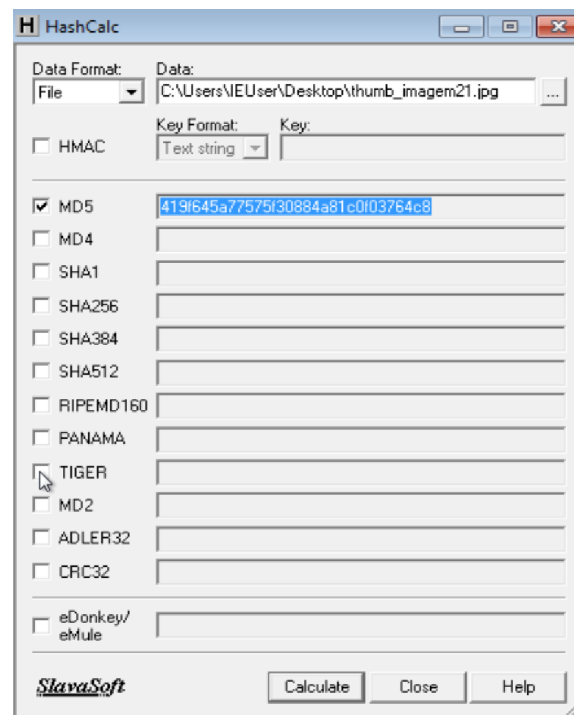 H HashCalc
Data Format: Data:
File C:\Users\IEUser\Desktop\thumb_imagem21.jpg ...
Key Format: Key:
HMAC Text string
MD5 419f645a77575f30884a81c0f03764c8
MD4
SHA1
SHA256
SHA384
SHA512
RIPEMD160
PANAMA
TIGER
MD2
ADLER32
CRC32
eDonkey/
eMule
SlavaSoft Calculate Close Help